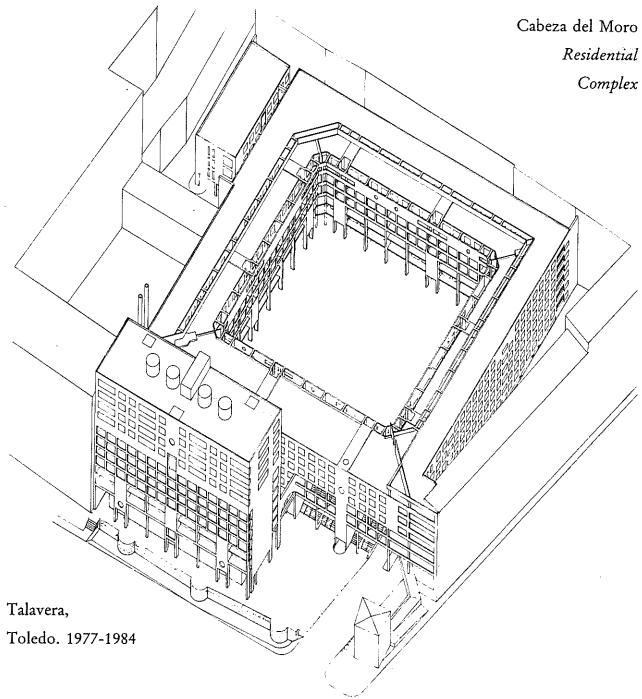 Cabeza del Moro
Residential
Complex
Talavera,
Toledo. 1977-1984